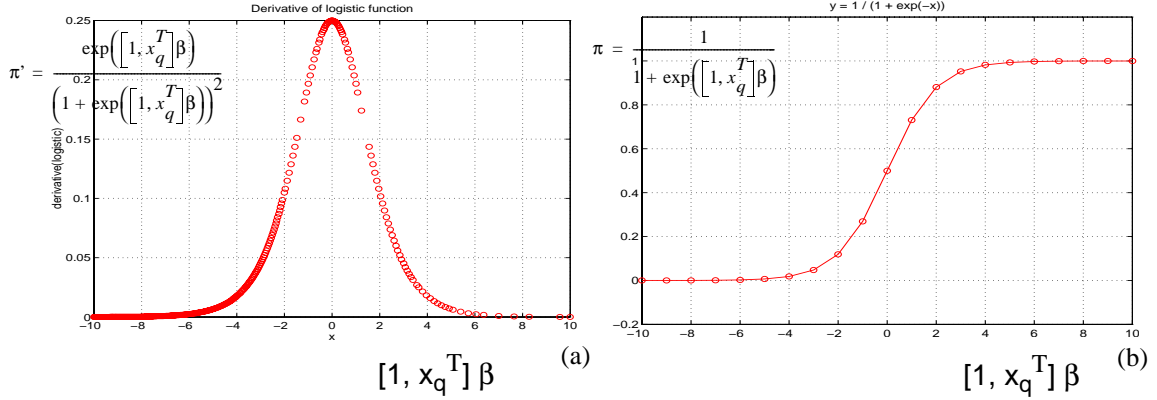 Derivative of logistic function
π' = exp([1, x_q^T]β) / (1 + exp([1, x_q^T]β))^2
0.25
0.2
0.15
0.1
0.05
0
derivative(logistic)
−10 −8 −6 −4 −2 0 2 4 6 8 10
x
(a)
[1, x_q^T] β
y = 1 / (1 + exp(−x))
π = 1 / 1 + exp([1, x_q^T]β)
1
0.8
0.6
0.4
0.2
0
−0.2
−10 −8 −6 −4 −2 0 2 4 6 8 10
(b)
[1, x_q^T] β